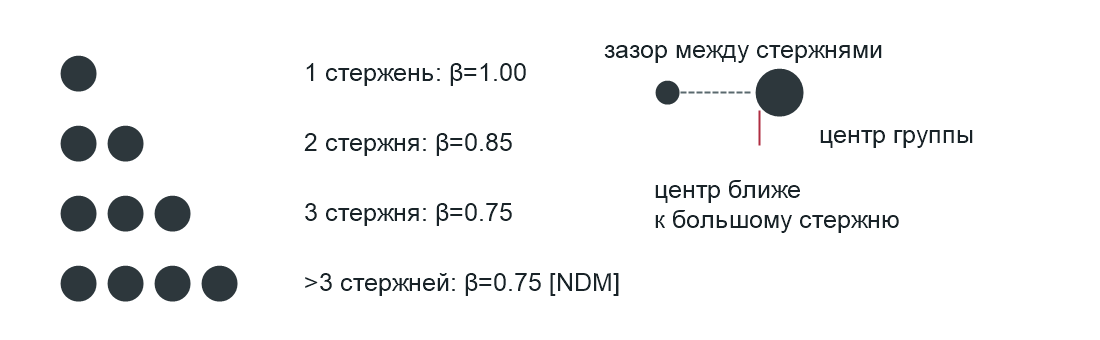 1 стержень: β=1.00
2 стержня: β=0.85
3 стержня: β=0.75
>3 стержней: β=0.75 [NDM]
зазор между стержнями
центр группы
центр ближе
к большому стержню